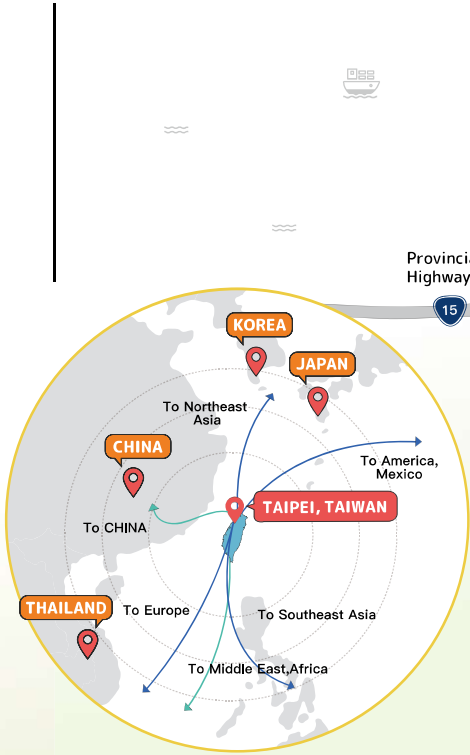 Provincia
Highway
15
KOREA
JAPAN
To Northeast
Asia
CHINA
To America,
Mexico
TAIPEI, TAIWAN
To CHINA
THAILAND
To Europe
To Southeast Asia
To Middle East,Africa